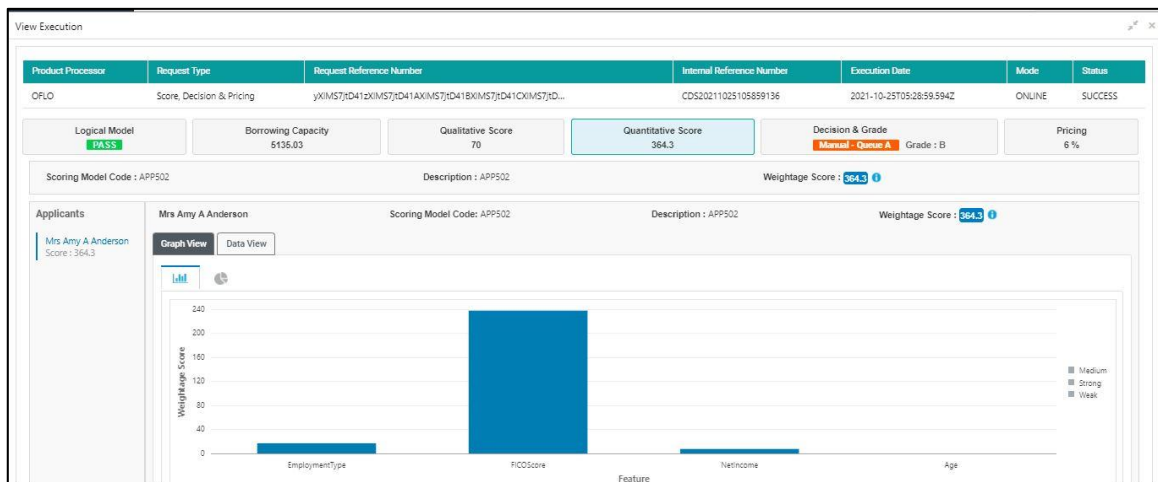 View Execution
Product Processor Request Type Request Reference Number Internal Reference Number Execution Date Mode Status
OFLO Score, Decision & Pricing yXIMS7JtD41zXIMS7JtD41AXIMS7JtD41BXIMS7JtD41CXIMS7JtD... CDS20211025105859136 2021-10-25T05:28:59.594Z ONLINE SUCCESS
Logical Model Borrowing Capacity Qualitative Score Quantitative Score Decision & Grade Pricing
PASS 5135.03 70 364.3 Manual - Queue A Grade : B 6 %
Scoring Model Code : APP502 Description : APP502 Weightage Score : 364.3
Applicants Mrs Amy A Anderson Scoring Model Code: APP502 Description : APP502 Weightage Score : 364.3
Mrs Amy A Anderson
Score : 364.3
Graph View Data View
240
200
160
120
80
40
0
Weightage Score
Medium
Strong
Weak
EmploymentType FICOScore NetIncome Age
Feature